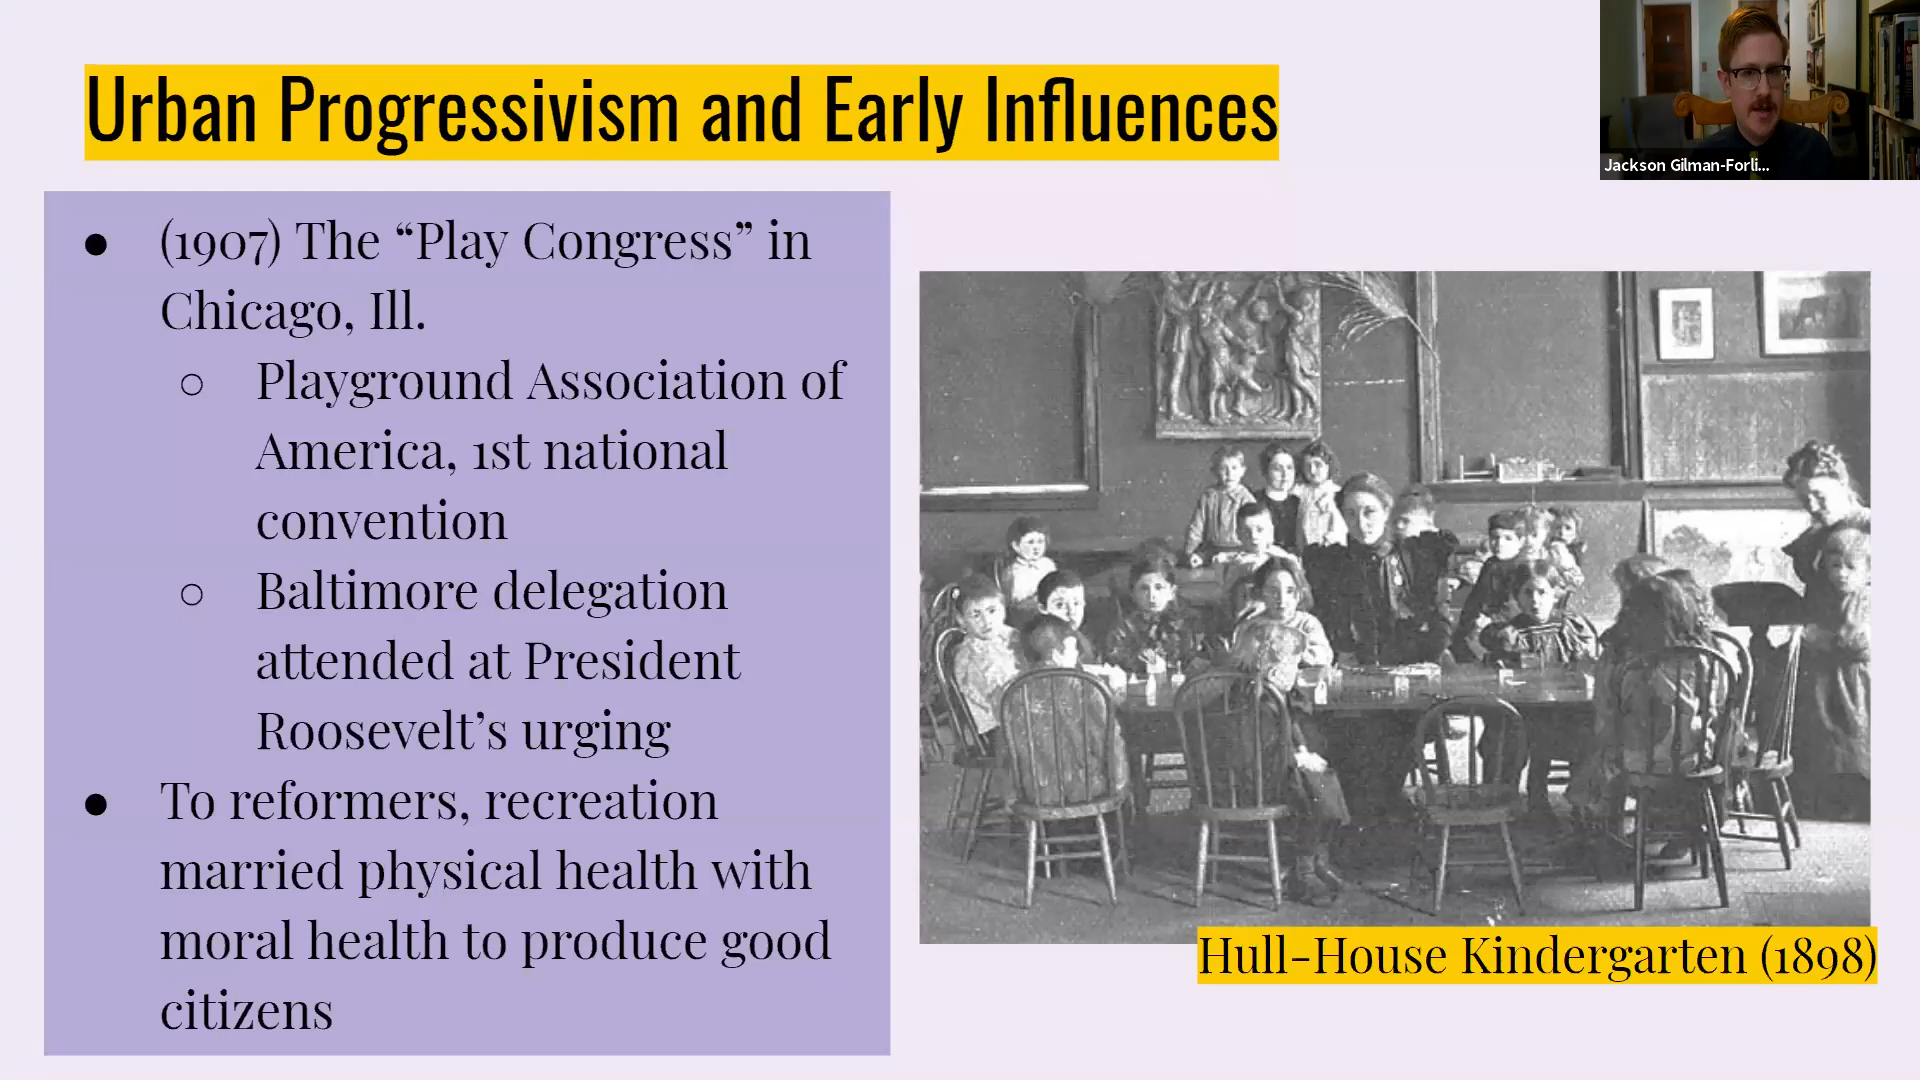 Urban Progressivism and Early Influences
Jackson Gilman-Forli...
● (1907) The “Play Congress” in
Chicago, Ill.
○ Playground Association of
America, 1st national
convention
○ Baltimore delegation
attended at President
Roosevelt’s urging
● To reformers, recreation
married physical health with
moral health to produce good
citizens
Hull-House Kindergarten (1898)